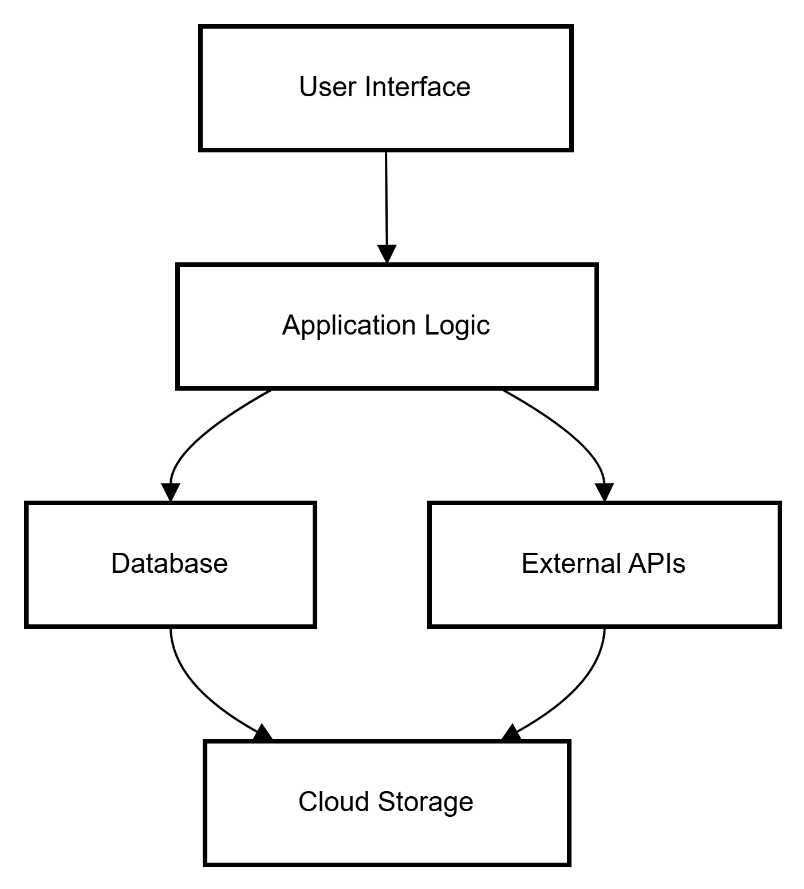 User Interface
Application Logic
Database
External APIs
Cloud Storage